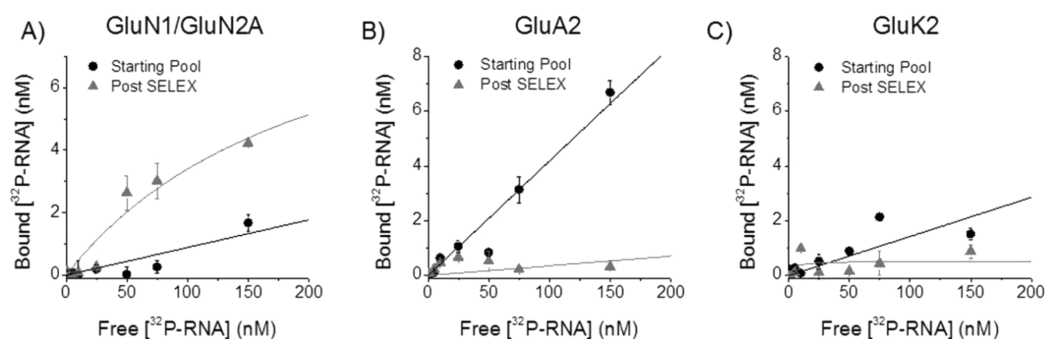 A) GluN1/GluN2A
Starting Pool
Post SELEX
Bound [³²P-RNA] (nM)
6
4
2
0
0 50 100 150 200
Free [³²P-RNA] (nM)
B) GluA2
Starting Pool
Post SELEX
Bound [³²P-RNA] (nM)
8
6
4
2
0
0 50 100 150 200
Free [³²P-RNA] (nM)
C) GluK2
Starting Pool
Post SELEX
Bound [³²P-RNA] (nM)
8
6
4
2
0
0 50 100 150 200
Free [³²P-RNA] (nM)